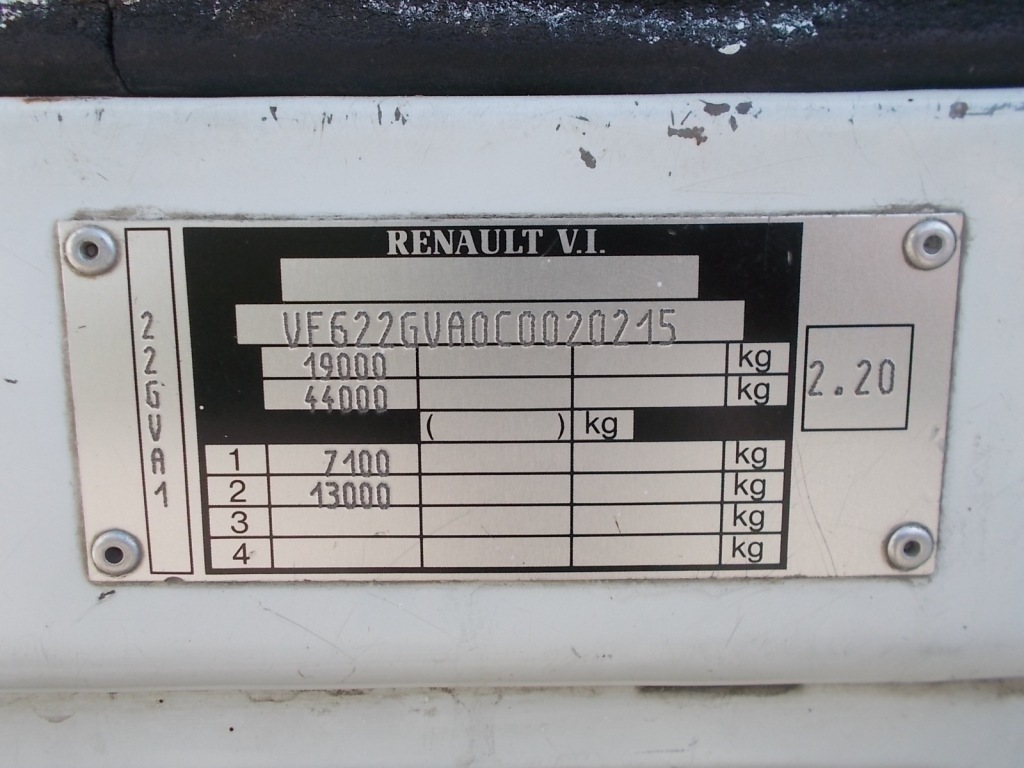 RENAULT V.I.
VF622GVA0C0020215
19000 kg
44000 kg
( ) kg
1 7100 kg
2 13000 kg
3 kg
4 kg
22GVA1
2.20